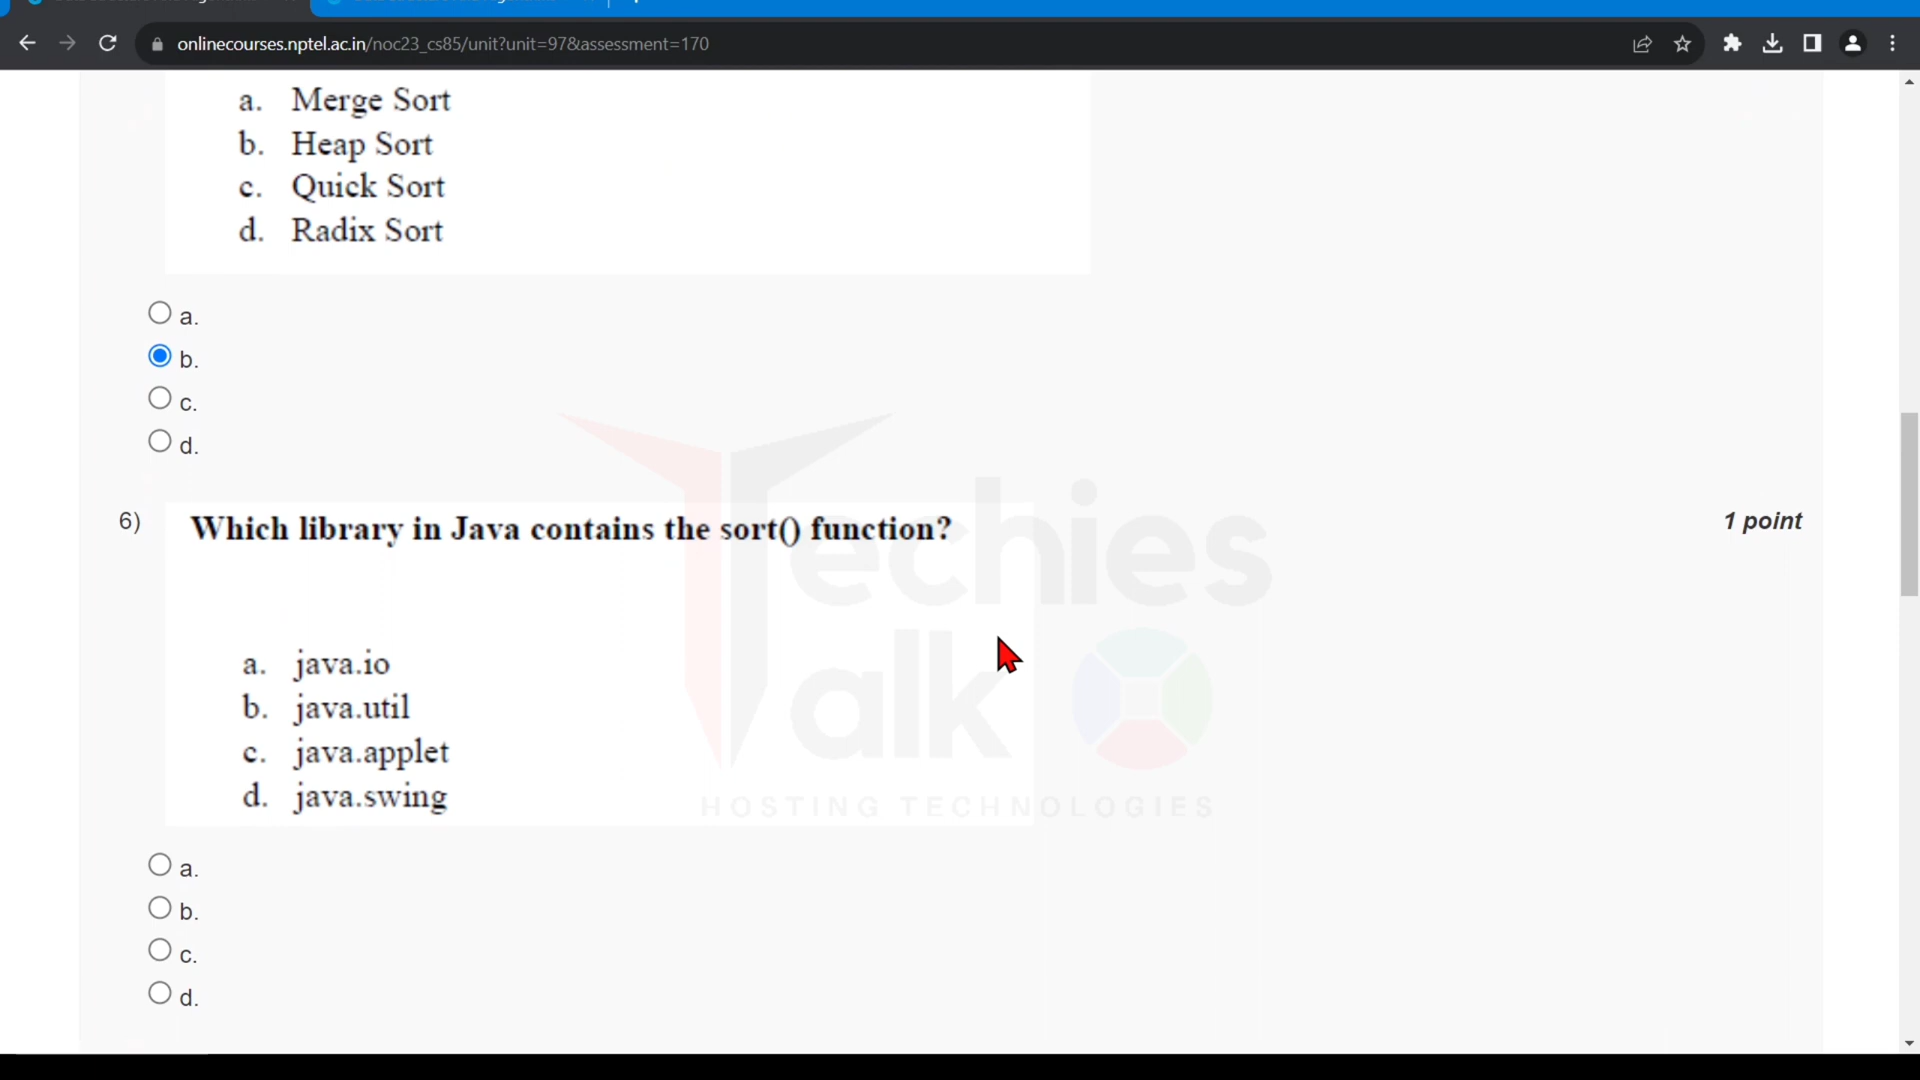 onlinecourses.nptel.ac.in/noc23_cs85/unit?unit=97&assessment=170
a. Merge Sort
b. Heap Sort
c. Quick Sort
d. Radix Sort
a.
b.
c.
d.
6) Which library in Java contains the sort() function? 1 point
a. java.io
b. java.util
c. java.applet
d. java.swing
Techies
Talk
HOSTING TECHNOLOGIES
a.
b.
c.
d.